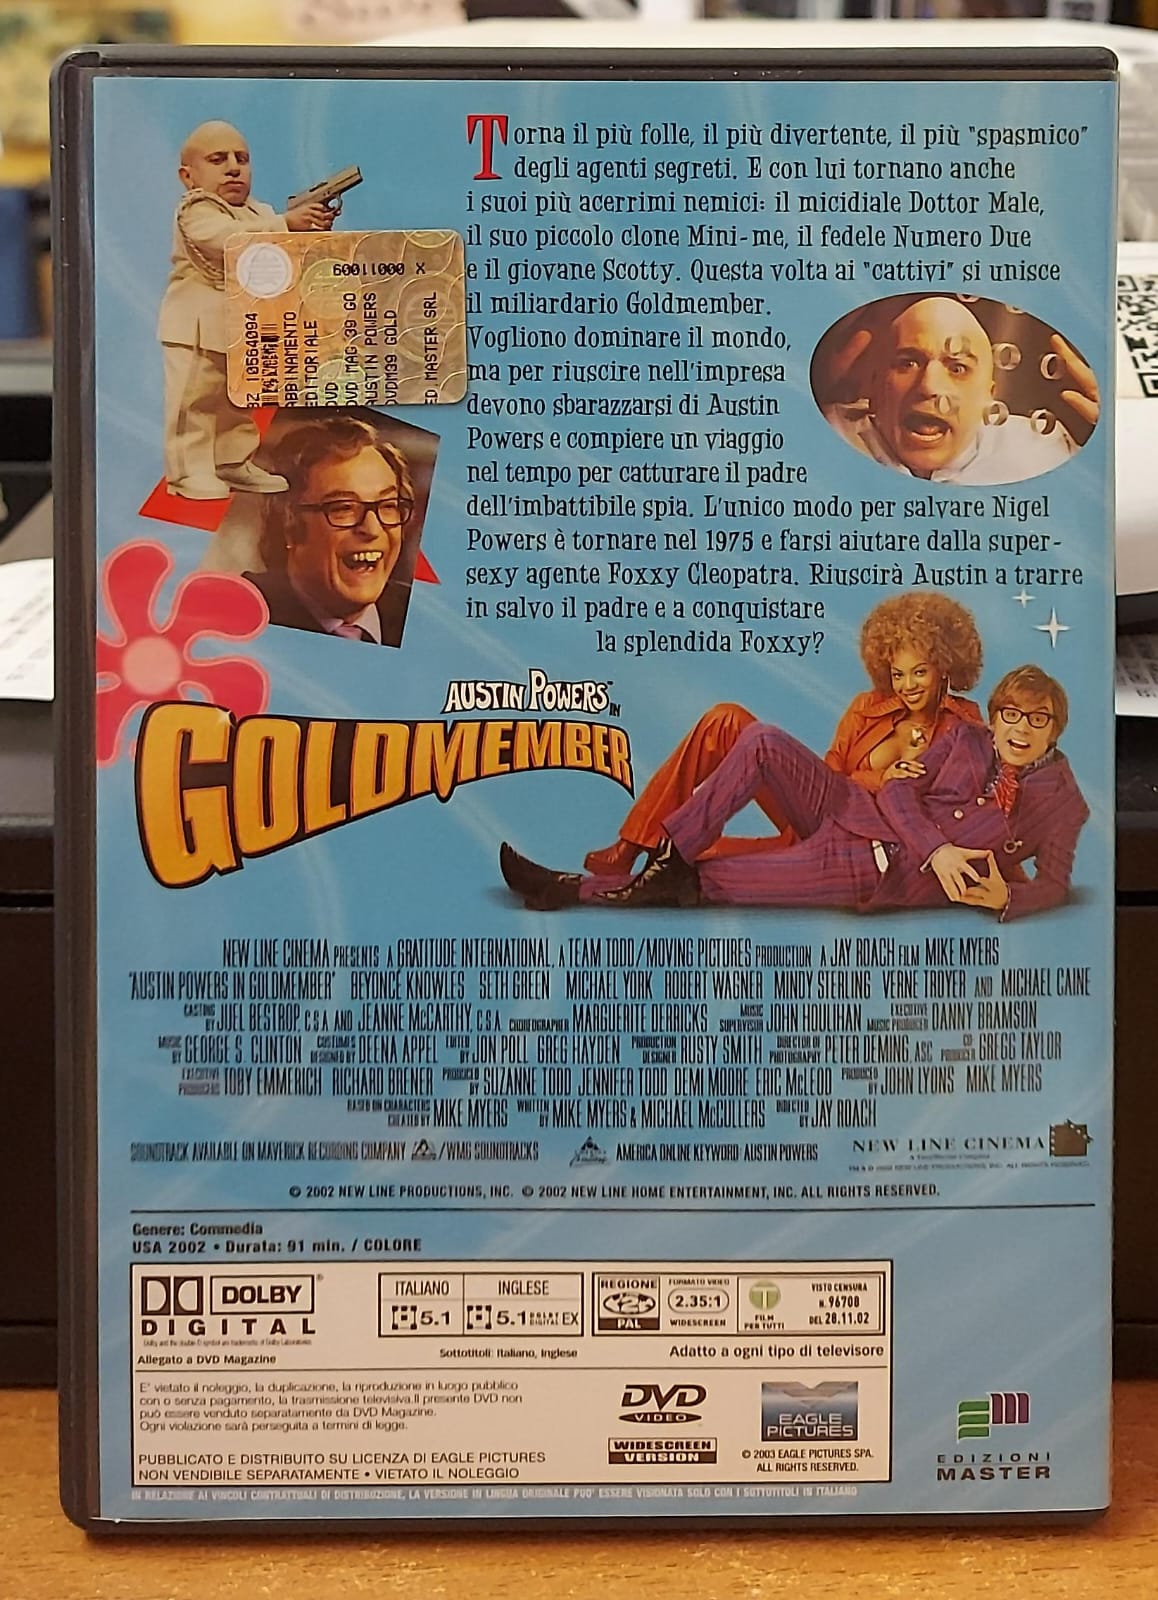 Torna il più folle, il più divertente, il più "spasmico"
degli agenti segreti. E con lui tornano anche
i suoi più acerrimi nemici: il micidiale Dottor Male,
il suo piccolo clone Mini-me, il fedele Numero Due
e il giovane Scotty. Questa volta ai "cattivi" si unisce
il miliardario Goldmember.
Vogliono dominare il mondo,
ma per riuscire nell'impresa
devono sbarazzarsi di Austin
Powers e compiere un viaggio
nel tempo per catturare il padre
dell'imbattibile spia. L'unico modo per salvare Nigel
Powers è tornare nel 1975 e farsi aiutare dalla super-
sexy agente Foxxy Cleopatra. Riuscirà Austin a trarre
in salvo il padre e a conquistare
la splendida Foxxy?
60011000 X
BZ 10564094
ABBINAMENTO
EDITORIALE
DVD
DVD MAG 39 GO
AUSTIN POWERS
DVDM39 GOLD
ED MASTER SRL
AUSTIN POWERS™ IN
GOLDMEMBER
NEW LINE CINEMA PRESENTS A GRATITUDE INTERNATIONAL, A TEAM TODD/MOVING PICTURES PRODUCTION A JAY ROACH FILM MIKE MYERS
"AUSTIN POWERS IN GOLDMEMBER" BEYONCÉ KNOWLES SETH GREEN MICHAEL YORK ROBERT WAGNER MINDY STERLING VERNE TROYER AND MICHAEL CAINE
CASTING BY JUEL BESTROP, C.S.A. AND JEANNE McCARTHY, C.S.A. CHOREOGRAPHER MARGUERITE DERRICKS MUSIC SUPERVISOR JOHN HOULIHAN EXECUTIVE MUSIC PRODUCER DANNY BRAMSON
MUSIC BY GEORGE S. CLINTON COSTUMES DESIGNED BY DEENA APPEL EDITED BY JON POLL GREG HAYDEN PRODUCTION DESIGNER RUSTY SMITH DIRECTOR OF PHOTOGRAPHY PETER DEMING, ASC CO-PRODUCER GREGG TAYLOR
EXECUTIVE PRODUCERS TOBY EMMERICH RICHARD BRENER PRODUCED BY SUZANNE TODD JENNIFER TODD DEMI MOORE ERIC McLEOD PRODUCED BY JOHN LYONS MIKE MYERS
BASED ON CHARACTERS CREATED BY MIKE MYERS WRITTEN BY MIKE MYERS & MICHAEL McCULLERS DIRECTED BY JAY ROACH
SOUNDTRACK AVAILABLE ON MAVERICK RECORDING COMPANY /WMG SOUNDTRACKS AMERICA ONLINE KEYWORD: AUSTIN POWERS NEW LINE CINEMA
© 2002 NEW LINE PRODUCTIONS, INC. © 2002 NEW LINE HOME ENTERTAINMENT, INC. ALL RIGHTS RESERVED.
Genere: Commedia
USA 2002 • Durata: 91 min. / COLORE
DOLBY®
DIGITAL
ITALIANO
5.1
INGLESE
5.1 DOLBY DIGITAL EX
REGIONE
2
PAL
FORMATO VIDEO
2.35:1
WIDESCREEN
T
FILM
PER TUTTI
VISTO CENSURA
N. 96708
DEL 28.11.02
Allegato a DVD Magazine
Sottotitoli: Italiano, Inglese
Adatto a ogni tipo di televisore
E' vietato il noleggio, la duplicazione, la riproduzione in luogo pubblico
con o senza pagamento, la trasmissione televisiva. Il presente DVD non
può essere venduto separatamente da DVD Magazine.
Ogni violazione sarà perseguita a termini di legge.
PUBBLICATO E DISTRIBUITO SU LICENZA DI EAGLE PICTURES
NON VENDIBILE SEPARATAMENTE • VIETATO IL NOLEGGIO
DVD
VIDEO
WIDESCREEN
VERSION
EAGLE
PICTURES
© 2003 EAGLE PICTURES SPA.
ALL RIGHTS RESERVED.
EDIZIONI
MASTER
IN RELAZIONE AI VINCOLI CONTRATTUALI DI DISTRIBUZIONE, LA VERSIONE IN LINGUA ORIGINALE PUO' ESSERE VISIONATA SOLO CON I SOTTOTITOLI IN ITALIANO